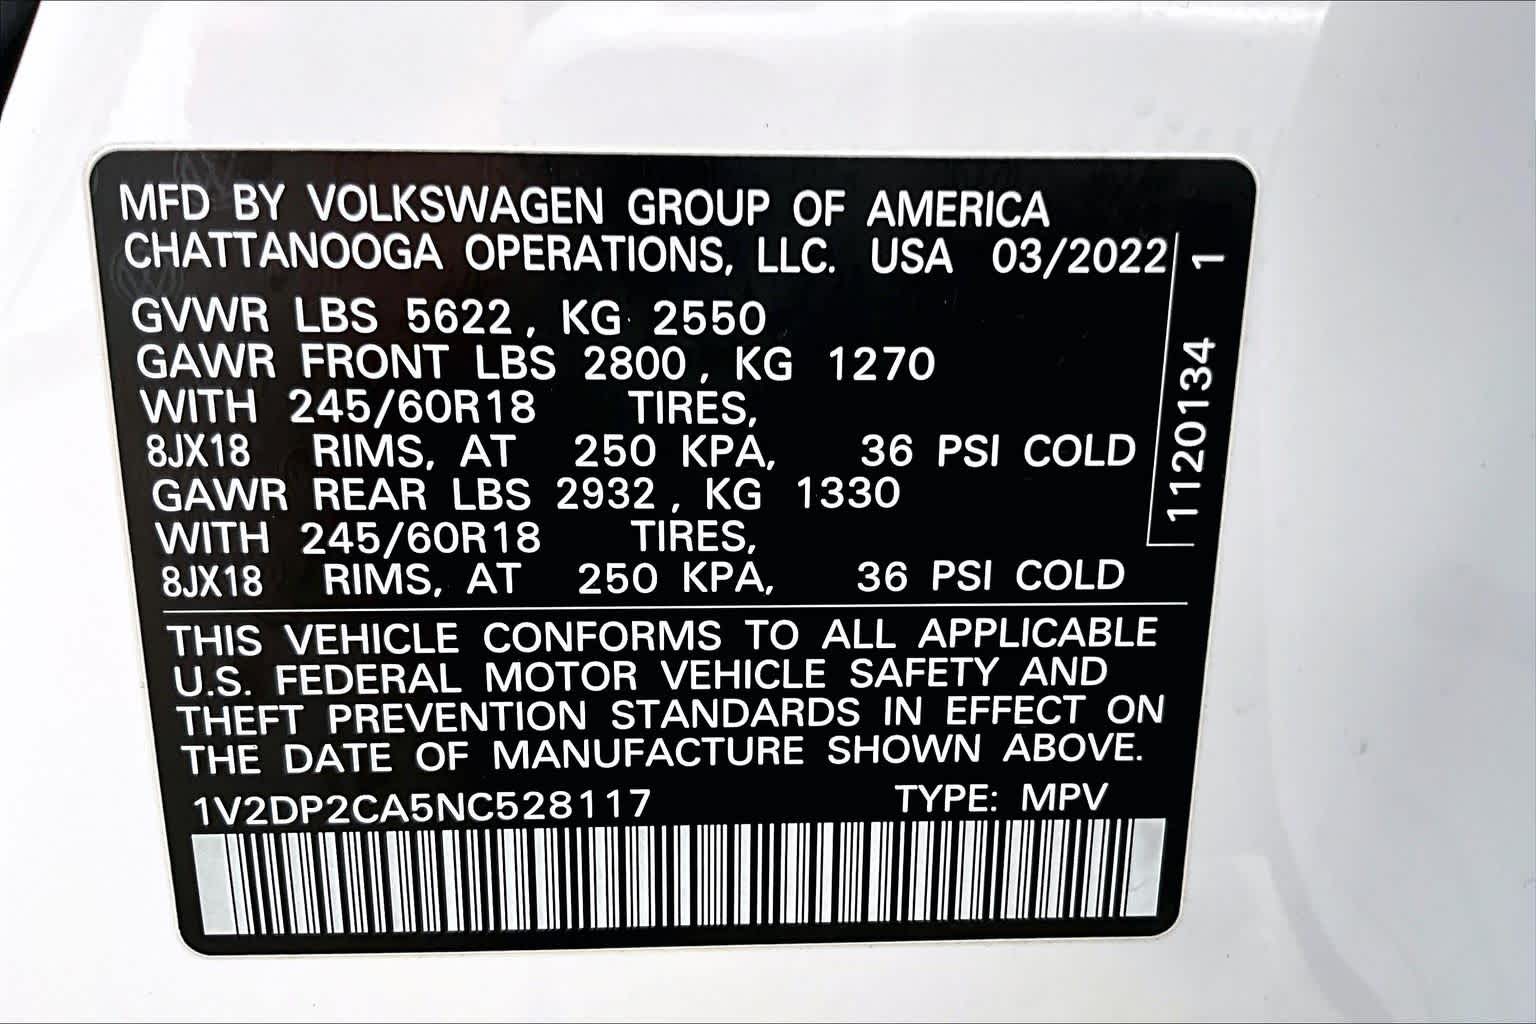 MFD BY VOLKSWAGEN GROUP OF AMERICA
CHATTANOOGA OPERATIONS, LLC. USA 03/2022
GVWR LBS 5622, KG 2550
GAWR FRONT LBS 2800, KG 1270
WITH 245/60R18 TIRES,
8JX18 RIMS, AT 250 KPA, 36 PSI COLD
GAWR REAR LBS 2932, KG 1330
WITH 245/60R18 TIRES,
8JX18 RIMS, AT 250 KPA, 36 PSI COLD
1120134 1
THIS VEHICLE CONFORMS TO ALL APPLICABLE
U.S. FEDERAL MOTOR VEHICLE SAFETY AND
THEFT PREVENTION STANDARDS IN EFFECT ON
THE DATE OF MANUFACTURE SHOWN ABOVE.
1V2DP2CA5NC528117 TYPE: MPV